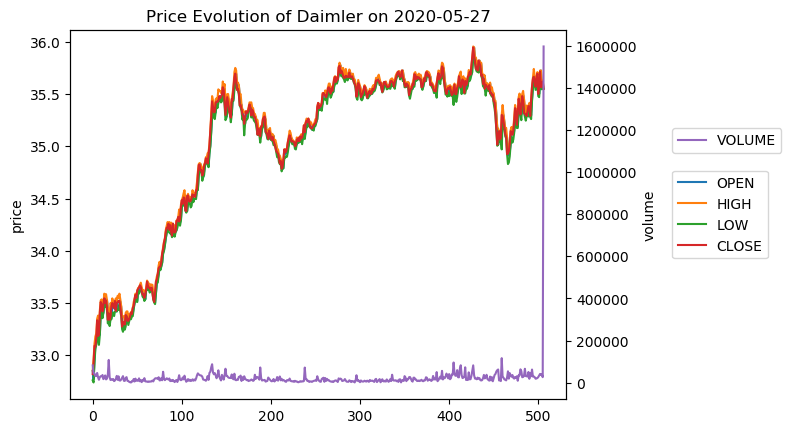 Price Evolution of Daimler on 2020-05-27
36.0
35.5
35.0
34.5
34.0
33.5
33.0
price
0
100
200
300
400
500
1600000
1400000
1200000
1000000
800000
600000
400000
200000
0
volume
VOLUME
OPEN
HIGH
LOW
CLOSE